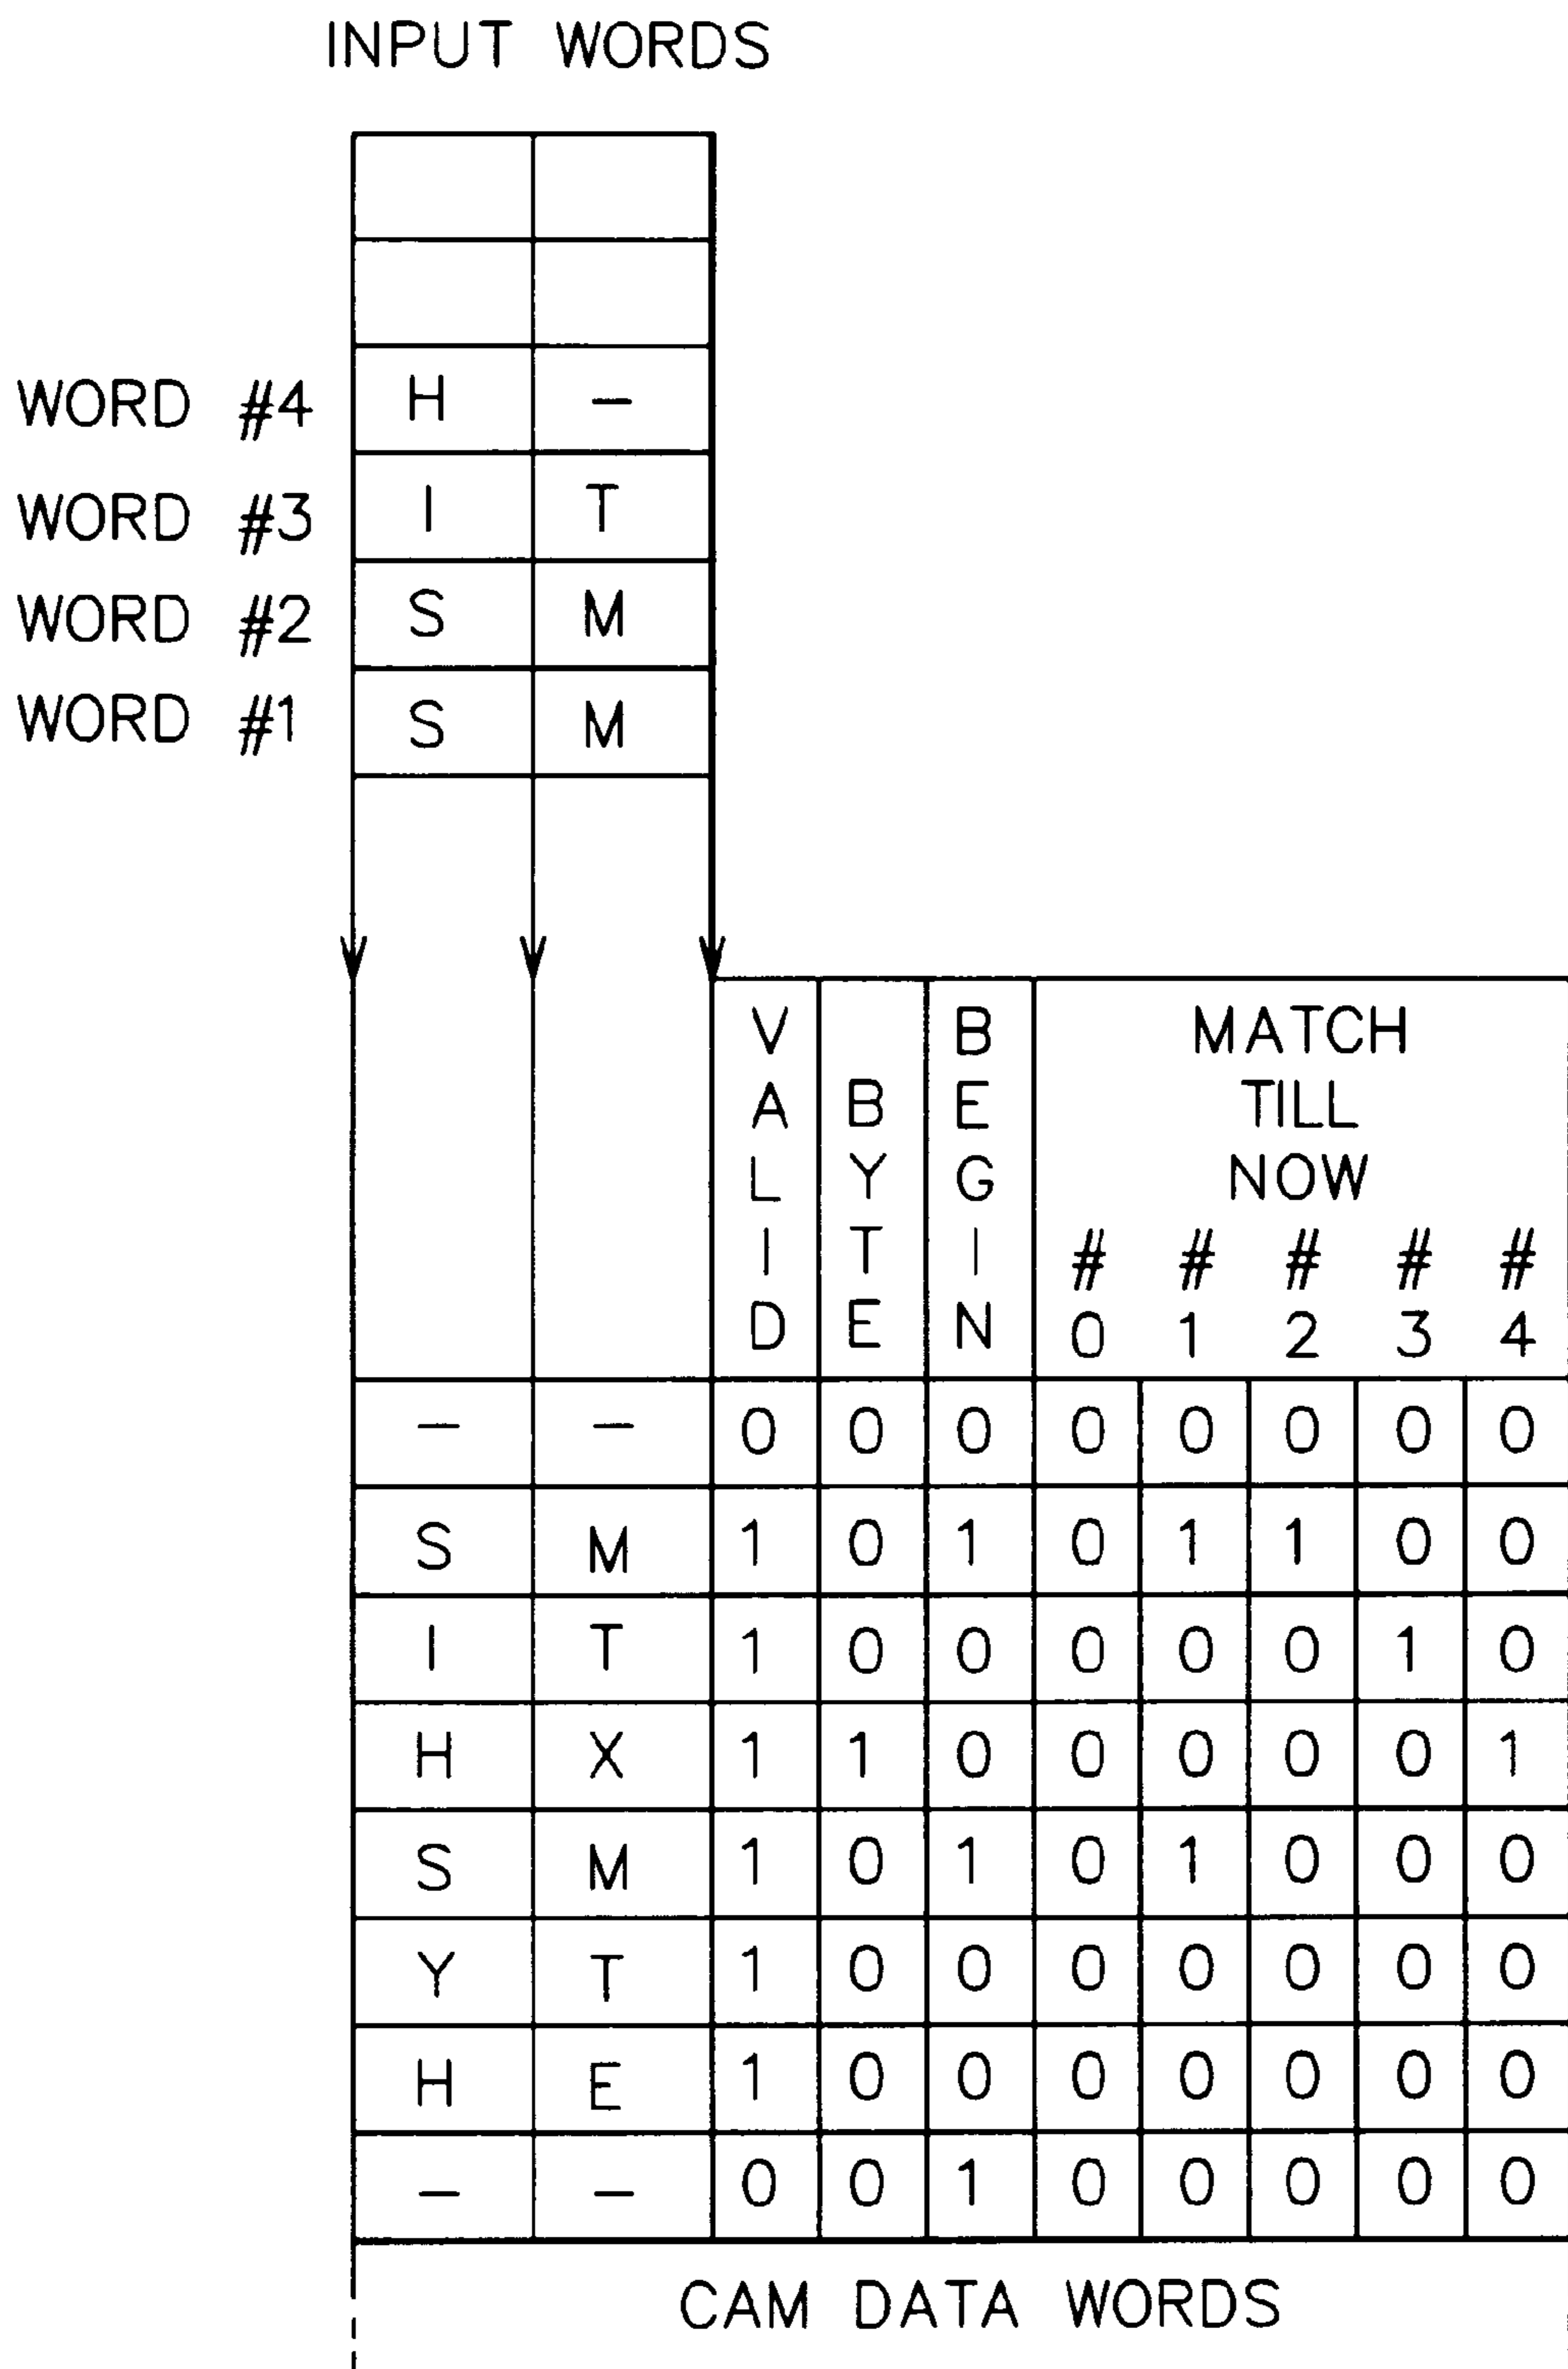 INPUT WORDS
WORD #4 H –
WORD #3 I T
WORD #2 S M
WORD #1 S M
VALID BYTE BEGIN MATCH
TILL
NOW
# # # # #
0 1 2 3 4
– – 0 0 0 0 0 0 0 0
S M 1 0 1 0 1 1 0 0
I T 1 0 0 0 0 0 1 0
H X 1 1 0 0 0 0 0 1
S M 1 0 1 0 1 0 0 0
Y T 1 0 0 0 0 0 0 0
H E 1 0 0 0 0 0 0 0
– – 0 0 1 0 0 0 0 0
CAM DATA WORDS